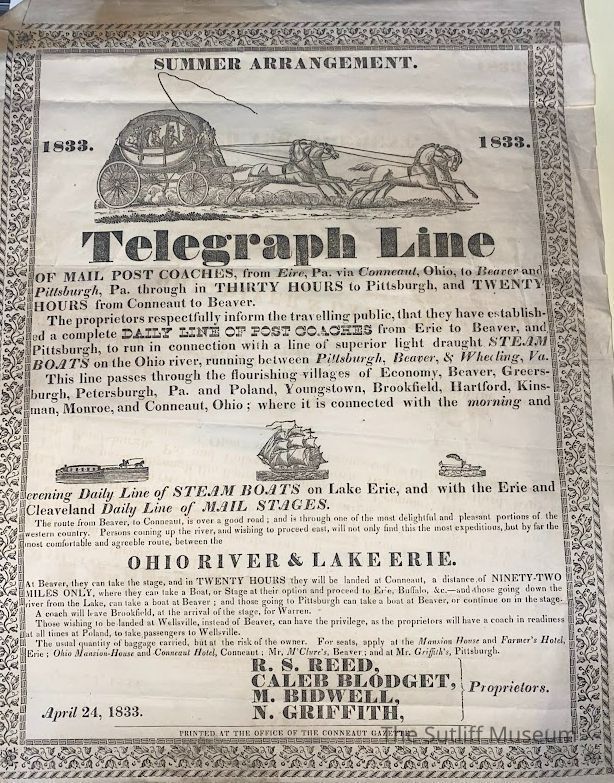 SUMMER ARRANGEMENT.
1833.
1833.
Telegraph Line
OF MAIL POST COACHES, from Eire, Pa. via Conneaut, Ohio, to Beaver and
Pittsburgh, Pa. through in THIRTY HOURS to Pittsburgh, and TWENTY
HOURS from Conneaut to Beaver.
The proprietors respectfully inform the travelling public, that they have establish-
ed a complete DAILY LINE OF POST COACHES from Erie to Beaver, and
Pittsburgh, to run in connection with a line of superior light draught STEAM
BOATS on the Ohio river, running between Pittsburgh, Beaver, & Wheeling, Va.
This line passes through the flourishing villages of Economy, Beaver, Greers-
burgh, Petersburgh, Pa. and Poland, Youngstown, Brookfield, Hartford, Kins-
man, Monroe, and Conneaut, Ohio; where it is connected with the morning and
evening Daily Line of STEAM BOATS on Lake Erie, and with the Erie and
Cleaveland Daily Line of MAIL STAGES.
The route from Beaver, to Conneaut, is over a good road; and is through one of the most delightful and pleasant portions of the
western country. Persons coming up the river, and wishing to proceed east, will not only find this the most expeditious, but by far the
most comfortable and agreeable route, between the
OHIO RIVER & LAKE ERIE.
At Beaver, they can take the stage, and in TWENTY HOURS they will be landed at Conneaut, a distance of NINETY-TWO
MILES ONLY, where they can take a Boat, or Stage at their option and proceed to Erie, Buffalo, &c.—and those going down the
river from the Lake, can take a boat at Beaver; and those going to Pittsburgh can take a boat at Beaver, or continue on in the stage.
A coach will leave Brookfield, at the arrival of the stage, for Warren.
Those wishing to be landed at Wellsville, instead of Beaver, can have the privilege, as the proprietors will have a coach in readiness
at all times at Poland, to take passengers to Wellsville.
The usual quantity of baggage carried, but at the risk of the owner. For seats, apply at the Mansion House and Farmer's Hotel,
Erie; Ohio Mansion-House and Conneaut Hotel, Conneaut; Mr. M'Clure's, Beaver; and at Mr. Griffith's, Pittsburgh.
R. S. REED,
CALEB BLODGET,
M. BIDWELL,
N. GRIFFITH,
Proprietors.
April 24, 1833.
PRINTED AT THE OFFICE OF THE CONNEAUT
The Sutliff Museum